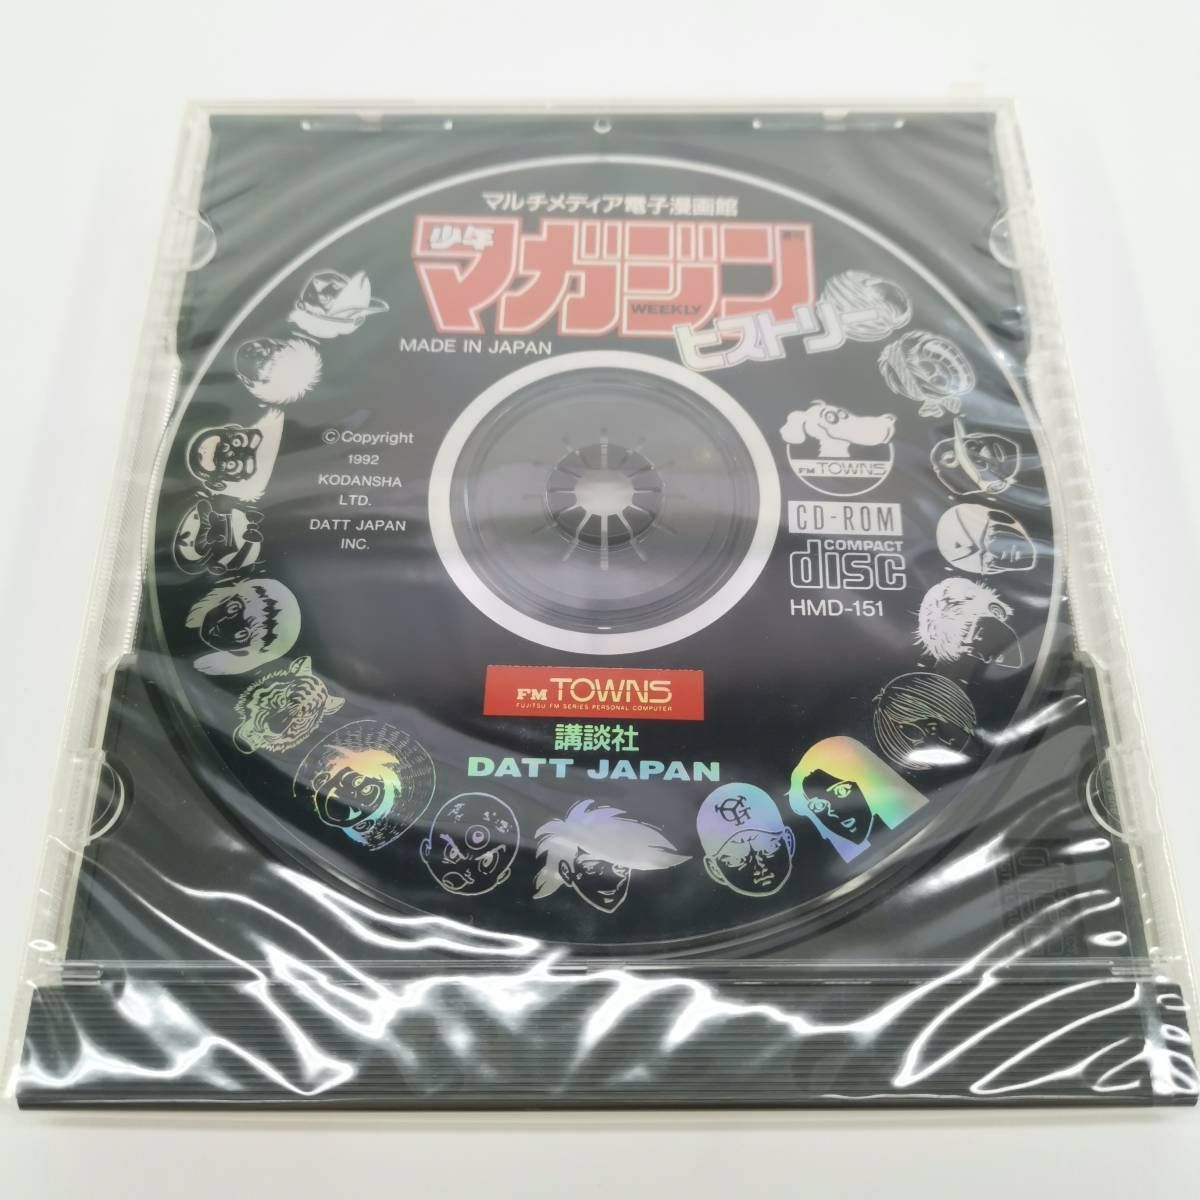 マルチメディア電子漫画館
少年
マガジン
WEEKLY
ヒストリー
MADE IN JAPAN
© Copyright
1992
KODANSHA
LTD.
DATT JAPAN
INC.
FM TOWNS
CD-ROM
COMPACT
disc
HMD-151
FM TOWNS
FUJITSU FM SERIES PERSONAL COMPUTER
講談社
DATT JAPAN